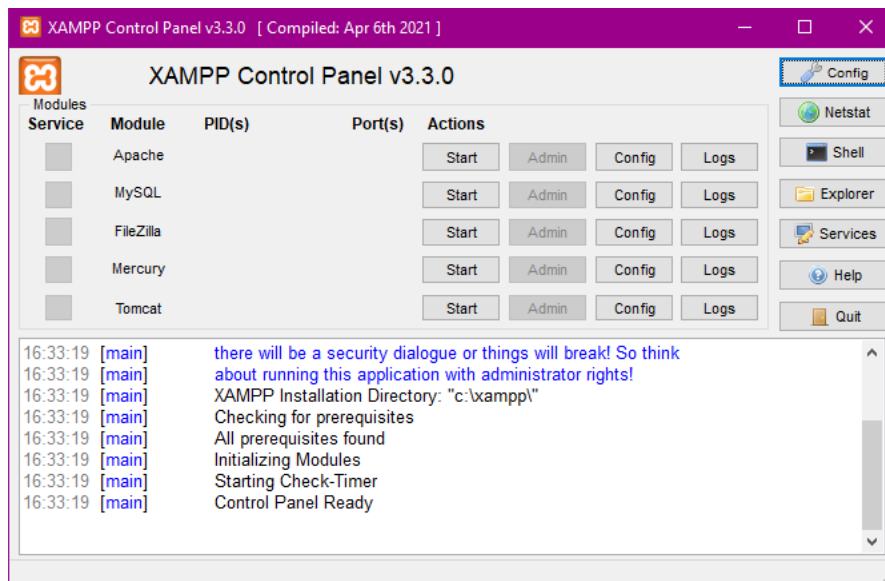 XAMPP Control Panel v3.3.0 [ Compiled: Apr 6th 2021 ]
XAMPP Control Panel v3.3.0
Config
Modules
Service Module PID(s) Port(s) Actions
Netstat
Apache Start Admin Config Logs
Shell
MySQL Start Admin Config Logs
Explorer
FileZilla Start Admin Config Logs
Services
Mercury Start Admin Config Logs
Help
Tomcat Start Admin Config Logs
Quit
16:33:19 [main] there will be a security dialogue or things will break! So think
16:33:19 [main] about running this application with administrator rights!
16:33:19 [main] XAMPP Installation Directory: "c:\xampp\"
16:33:19 [main] Checking for prerequisites
16:33:19 [main] All prerequisites found
16:33:19 [main] Initializing Modules
16:33:19 [main] Starting Check-Timer
16:33:19 [main] Control Panel Ready